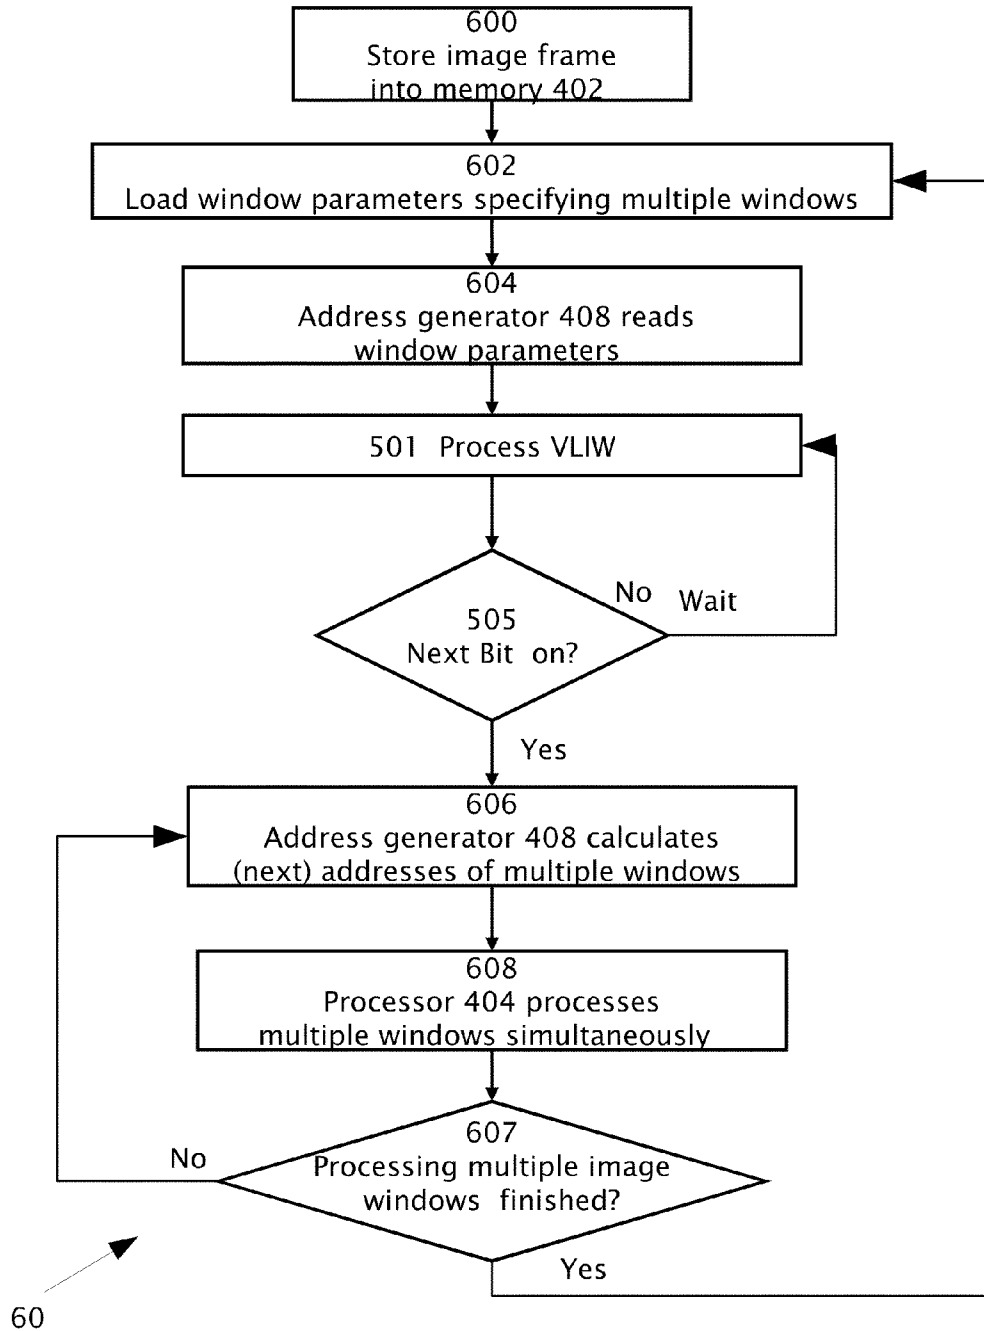 600
Store image frame
into memory 402
602
Load window parameters specifying multiple windows
604
Address generator 408 reads
window parameters
501 Process VLIW
No Wait
505
Next Bit on?
Yes
606
Address generator 408 calculates
(next) addresses of multiple windows
608
Processor 404 processes
multiple windows simultaneously
607
Processing multiple image
windows finished?
No
Yes
60